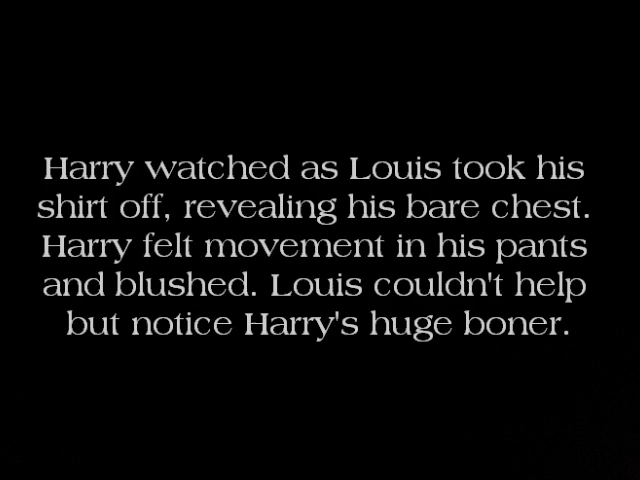 Harry watched as Louis took his
shirt off, revealing his bare chest.
Harry felt movement in his pants
and blushed. Louis couldn't help
but notice Harry's huge boner.